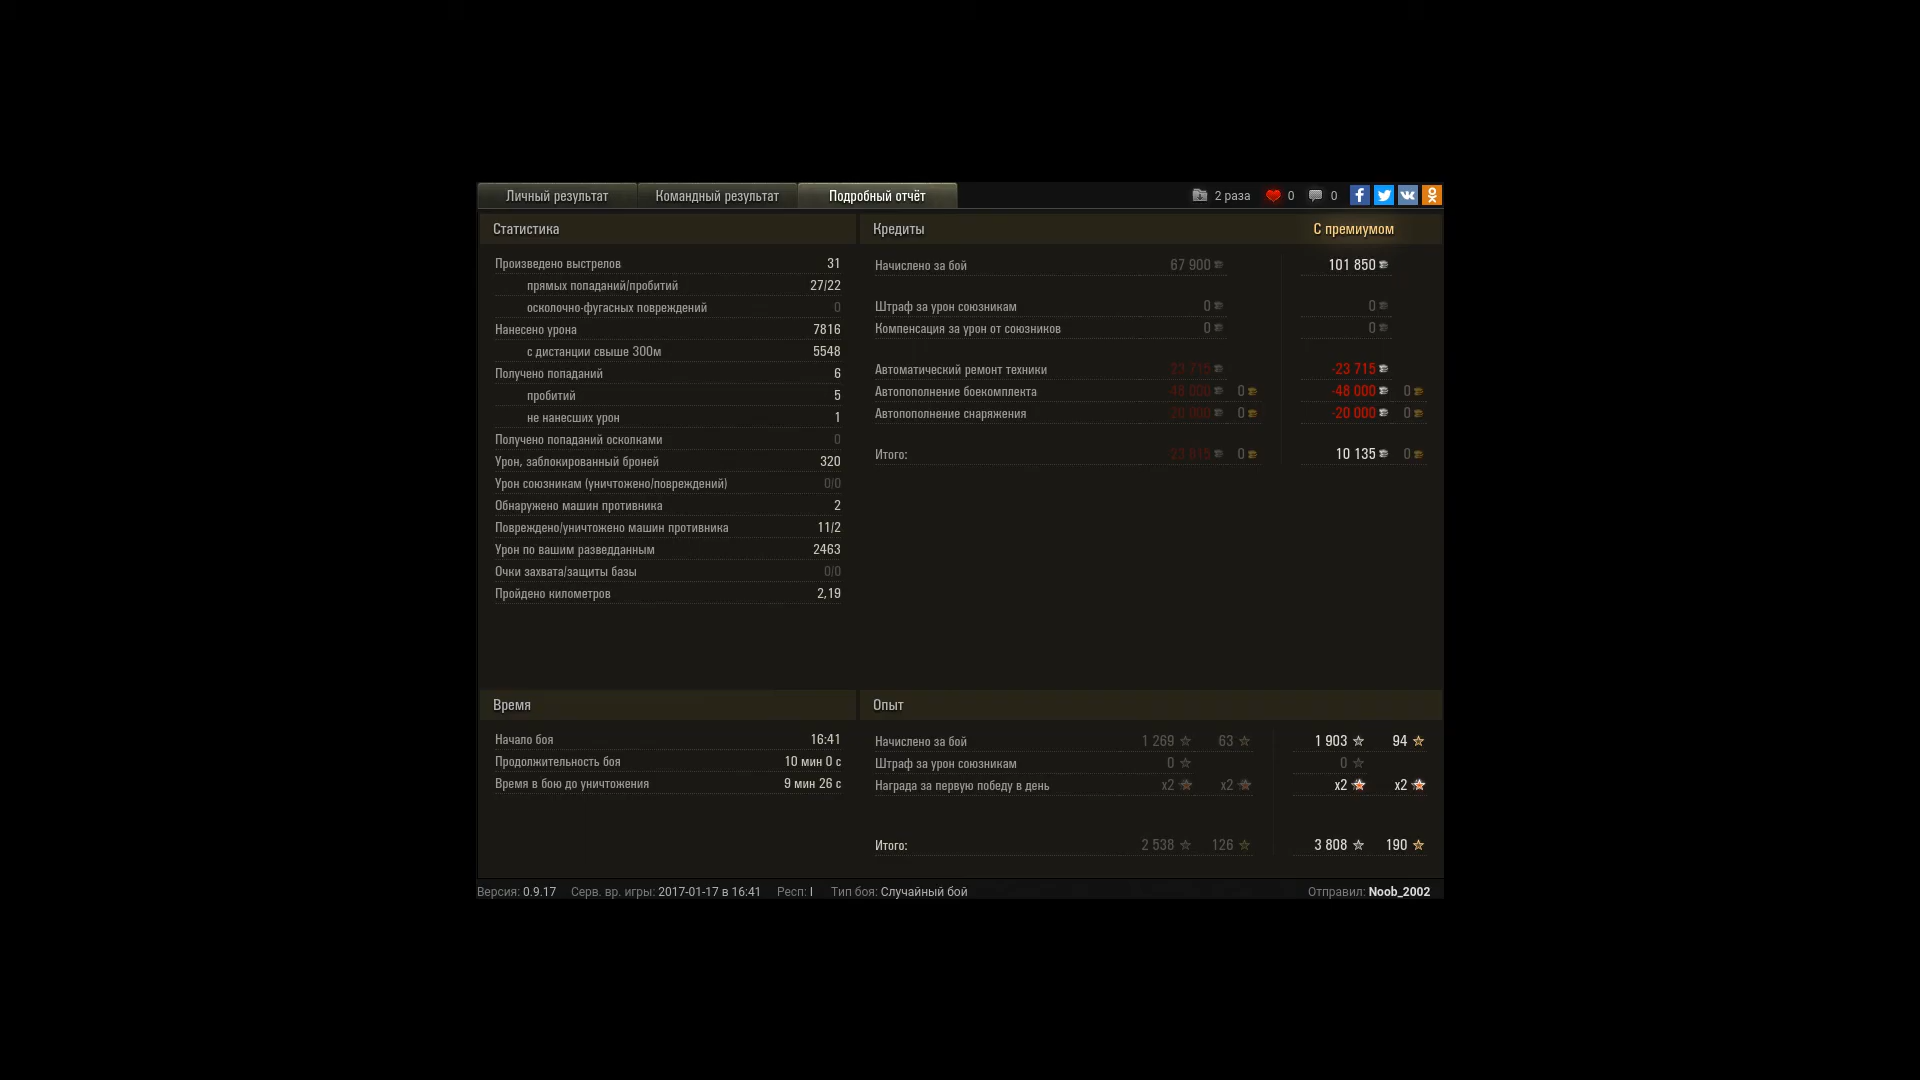 Личный результат Командный результат Подробный отчёт 2 раза 0 0
Статистика
Произведено выстрелов 31
прямых попаданий/пробитий 27/22
осколочно-фугасных повреждений 0
Нанесено урона 7816
с дистанции свыше 300м 5548
Получено попаданий 6
пробитий 5
не нанесших урон 1
Получено попаданий осколками 0
Урон, заблокированный броней 320
Урон союзникам (уничтожено/повреждений) 0/0
Обнаружено машин противника 2
Повреждено/уничтожено машин противника 11/2
Урон по вашим разведданным 2463
Очки захвата/защиты базы 0/0
Пройдено километров 2,19
Кредиты С премиумом
Начислено за бой 67 900 101 850
Штраф за урон союзникам 0 0
Компенсация за урон от союзников 0 0
Автоматический ремонт техники -23 715 -23 715
Автопополнение боекомплекта -48 000 0 -48 000 0
Автопополнение снаряжения -20 000 0 -20 000 0
Итого: -23 815 0 10 135 0
Время
Начало боя 16:41
Продолжительность боя 10 мин 0 с
Время в бою до уничтожения 9 мин 26 с
Опыт
Начислено за бой 1 269 63 1 903 94
Штраф за урон союзникам 0 0
Награда за первую победу в день x2 x2 x2 x2
Итого: 2 538 126 3 808 190
Версия: 0.9.17 Серв. вр. игры: 2017-01-17 в 16:41 Респ: I Тип боя: Случайный бой Отправил: Noob_2002